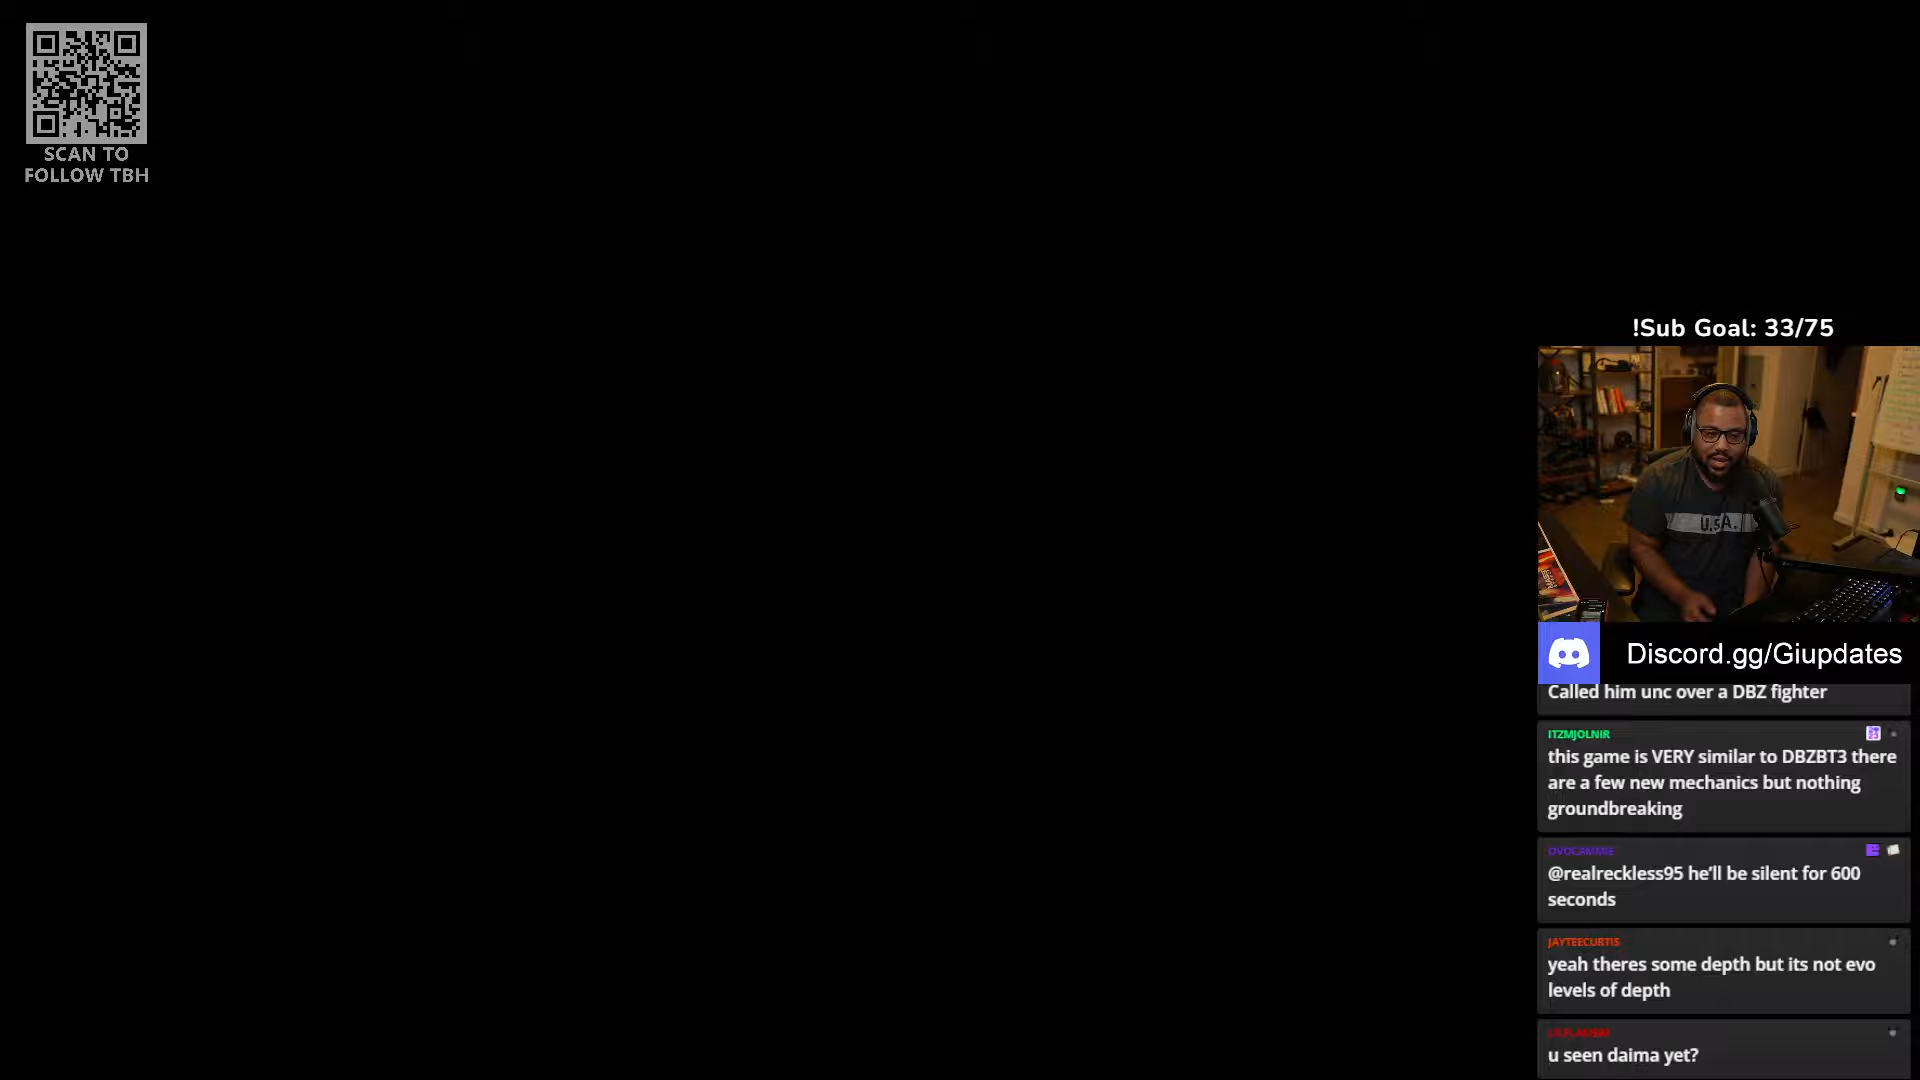 SCAN TO
FOLLOW TBH
!Sub Goal: 33/75
U.S.A.
Discord.gg/Giupdates
Called him unc over a DBZ fighter
ITZMJOLNIR
this game is VERY similar to DBZBT3 there
are a few new mechanics but nothing
groundbreaking
OVOCAMMIE
@realreckless95 he'll be silent for 600
seconds
JAYTEECURTIS
yeah theres some depth but its not evo
levels of depth
u seen daima yet?